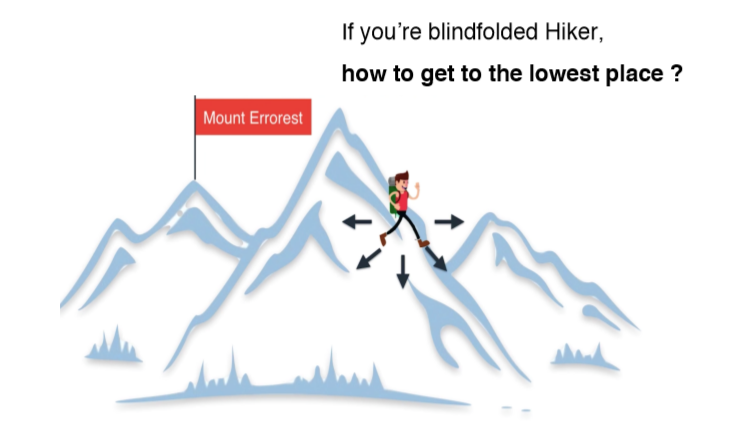 If you’re blindfolded Hiker,
how to get to the lowest place ?
Mount Errorest